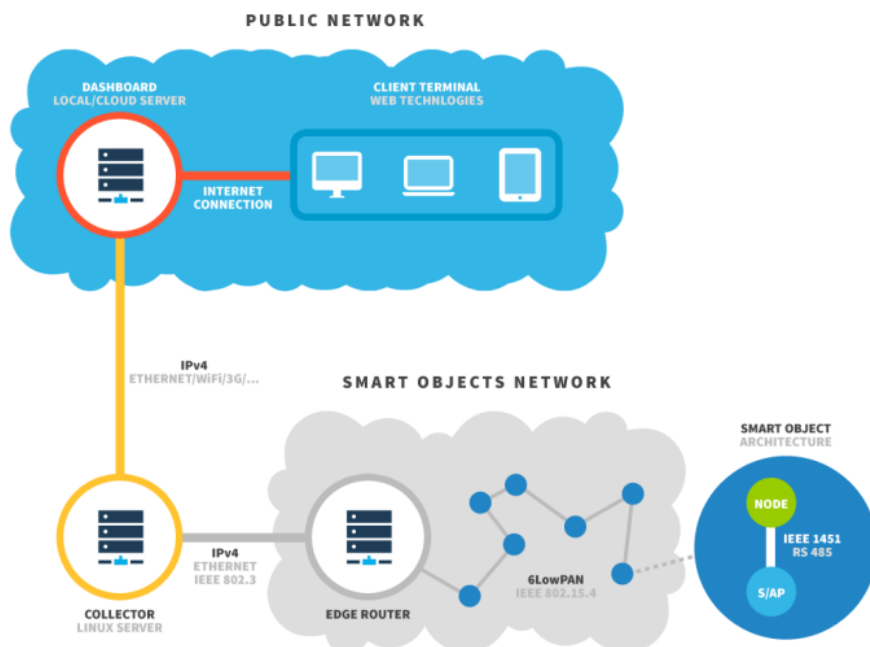 PUBLIC NETWORK
DASHBOARD
LOCAL/CLOUD SERVER
CLIENT TERMINAL
WEB TECHNLOGIES
INTERNET
CONNECTION
IPv4
ETHERNET/WiFi/3G/...
SMART OBJECTS NETWORK
SMART OBJECT
ARCHITECTURE
NODE
IEEE 1451
RS 485
S/AP
IPv4
ETHERNET
IEEE 802.3
6LowPAN
IEEE 802.15.4
COLLECTOR
LINUX SERVER
EDGE ROUTER